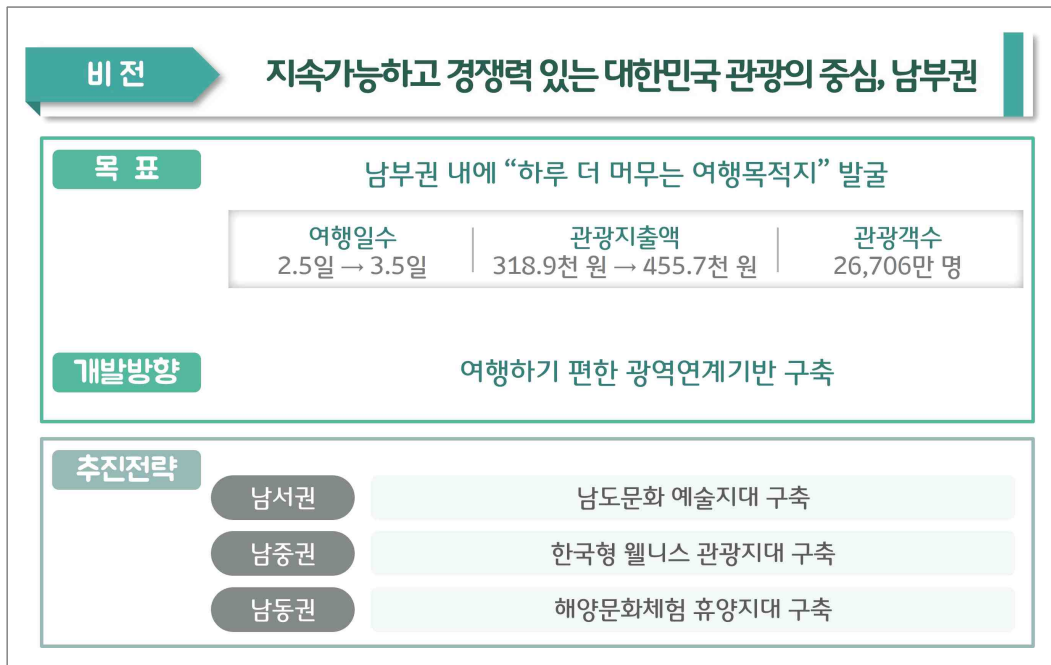 비 전
지속가능하고 경쟁력 있는 대한민국 관광의 중심, 남부권
목 표
남부권 내에 “하루 더 머무는 여행목적지” 발굴
여행일수
2.5일 → 3.5일
관광지출액
318.9천 원 → 455.7천 원
관광객수
26,706만 명
개발방향
여행하기 편한 광역연계기반 구축
추진전략
남서권
남도문화 예술지대 구축
남중권
한국형 웰니스 관광지대 구축
남동권
해양문화체험 휴양지대 구축